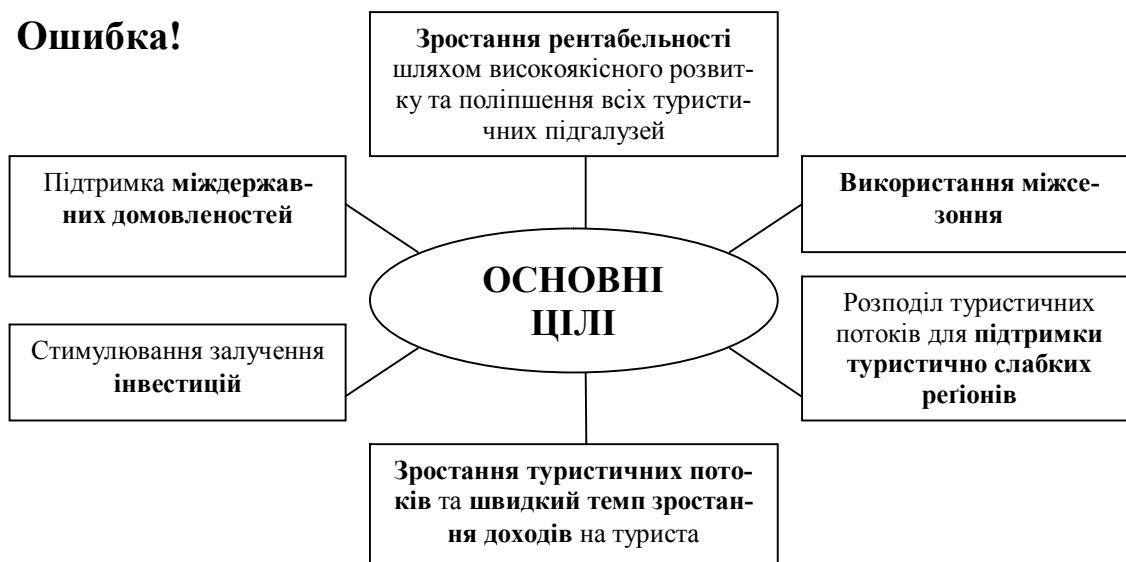 Ошибка!
Зростання рентабельності
шляхом високоякісного розвит-
ку та поліпшення всіх туристи-
чних підгалузей
Підтримка міждержав-
них домовленостей
Використання міжсе-
зоння
ОСНОВНІ
ЦІЛІ
Стимулювання залучення
інвестицій
Розподіл туристичних
потоків для підтримки
туристично слабких
реґіонів
Зростання туристичних пото-
ків та швидкий темп зростан-
ня доходів на туриста